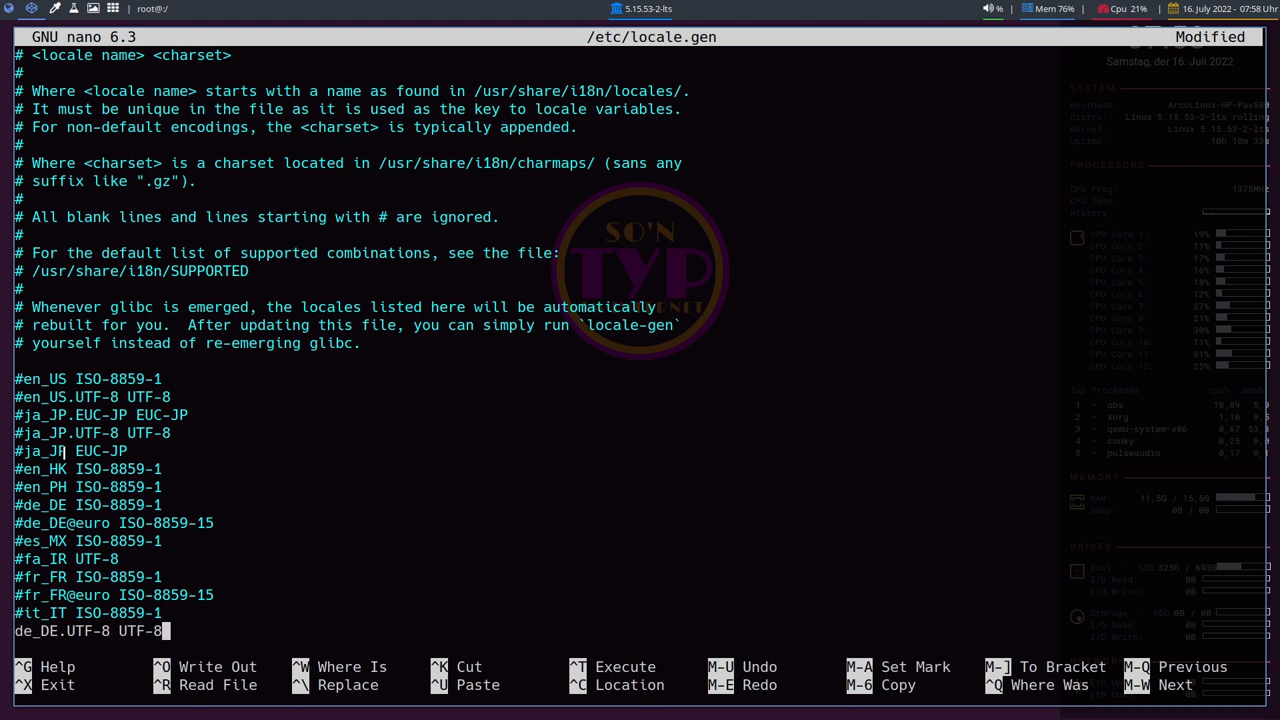 root@:/
5.15.53-2-lts
%
Mem 76%
Cpu 21%
16. July 2022 - 07:58 Uhr
GNU nano 6.3 /etc/locale.gen Modified
# <locale name> <charset>
#
# Where <locale name> starts with a name as found in /usr/share/i18n/locales/.
# It must be unique in the file as it is used as the key to locale variables.
# For non-default encodings, the <charset> is typically appended.
#
# Where <charset> is a charset located in /usr/share/i18n/charmaps/ (sans any
# suffix like ".gz").
#
# All blank lines and lines starting with # are ignored.
#
# For the default list of supported combinations, see the file:
# /usr/share/i18n/SUPPORTED
#
# Whenever glibc is emerged, the locales listed here will be automatically
# rebuilt for you.  After updating this file, you can simply run `locale-gen`
# yourself instead of re-emerging glibc.
#en_US ISO-8859-1
#en_US.UTF-8 UTF-8
#ja_JP.EUC-JP EUC-JP
#ja_JP.UTF-8 UTF-8
#ja_JP EUC-JP
#en_HK ISO-8859-1
#en_PH ISO-8859-1
#de_DE ISO-8859-1
#de_DE@euro ISO-8859-15
#es_MX ISO-8859-1
#fa_IR UTF-8
#fr_FR ISO-8859-1
#fr_FR@euro ISO-8859-15
#it_IT ISO-8859-1
de_DE.UTF-8 UTF-8
^G Help ^O Write Out ^W Where Is ^K Cut ^T Execute M-U Undo M-A Set Mark M-] To Bracket M-Q Previous
^X Exit ^R Read File ^\ Replace ^U Paste ^C Location M-E Redo M-6 Copy ^Q Where Was M-W Next
SO'N
TYP
Samstag, der 16. Juli 2022
SYSTEM
Hostname: ArcoLinux-HP-Pav580
Distro: Linux 5.15.53-2-lts rolling
Kernel: Linux 5.15.53-2-lts
Uptime: 10h 10m 33s
PROCESSORS
CPU Freq: 1375MHz
CPU Temp:
History:
CPU Core 1: 19%
CPU Core 2: 11%
CPU Core 3: 17%
CPU Core 4: 16%
CPU Core 5: 18%
CPU Core 6: 12%
CPU Core 7: 27%
CPU Core 8: 21%
CPU Core 9: 30%
CPU Core 10: 11%
CPU Core 11: 31%
CPU Core 12: 25%
Top Processes cpu% mem%
1 - obs 18,89
2 - Xorg 1,10
3 - qemu-system-x86 0,67
4 - conky 0,25
5 - pulseaudio 0,17
MEMORY
RAM: 11,5G / 15,5G
Swap: 0B / 0B
DRIVES
Root - SSD: 325G / 693G
I/O Read: 0B
I/O Write: 0B
Storage - HDD: 0B / 0B
I/O Read: 0B
I/O Write: 0B